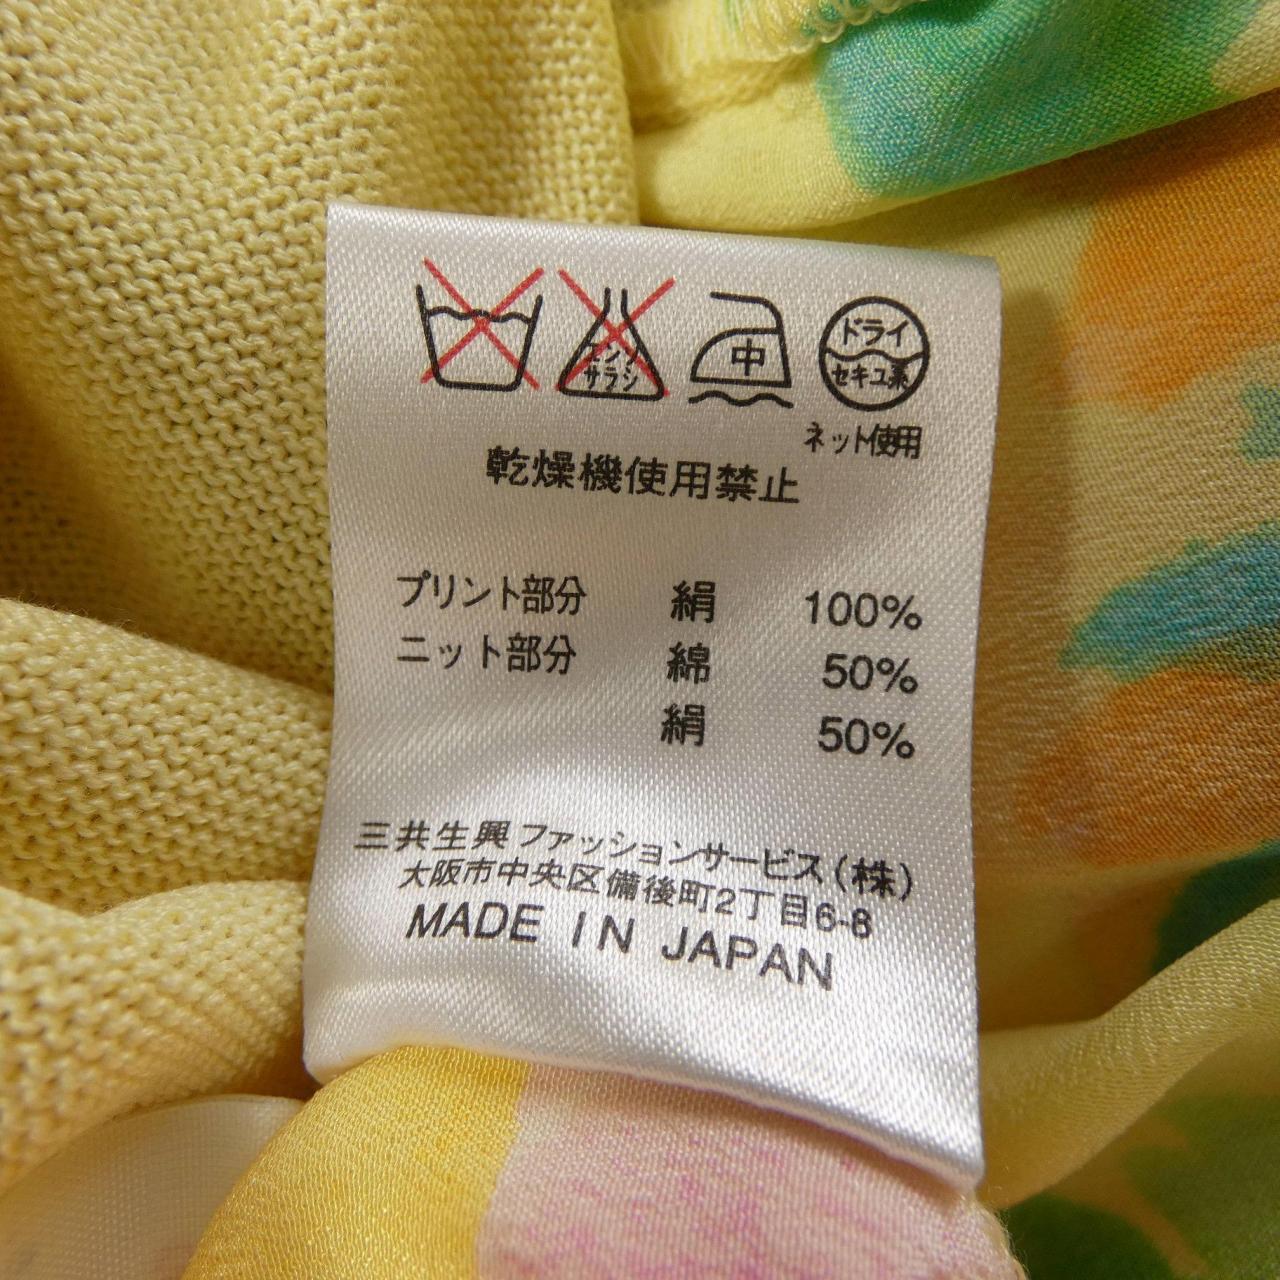 エンソ
サラシ
中
ドライ
セキユ系
ネット使用
乾燥機使用禁止
プリント部分 絹 100%
ニット部分 綿 50%
絹 50%
三共生興ファッションサービス(株)
大阪市中央区備後町2丁目6-8
MADE IN JAPAN